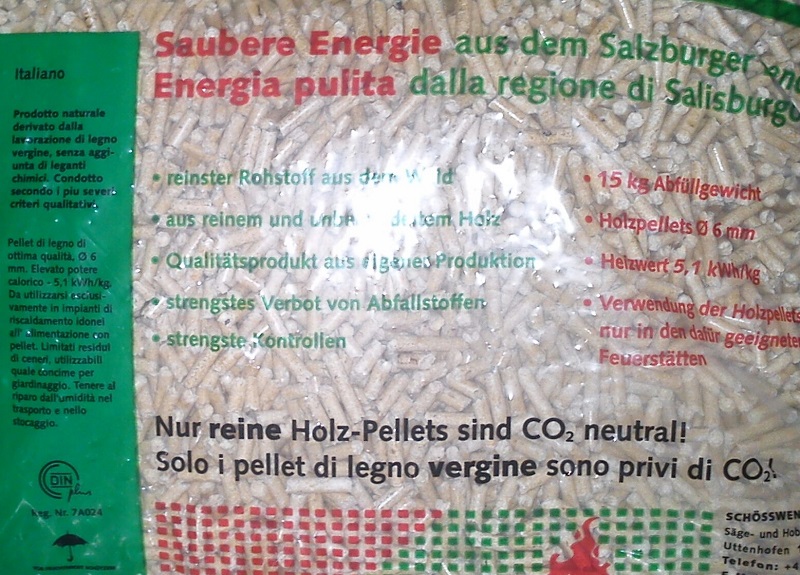 Saubere Energie aus dem Salzburger
Energia pulita dalla regione di Salisburgo
Italiano
Prodotto naturale
derivato dalla
lavorazione di legno
vergine, senza aggi-
unta di leganti
chimici. Condotto
secondo i piu severi
criteri qualitativi.
Pellet di legno di
ottima qualità, Ø 6
mm. Elevato potere
calorico - 5,1 kWh/kg.
Da utilizzarsi esclusi-
vamente in impianti di
riscaldamento idonei
all' alimentazione con
pellet. Limitati residui
di ceneri, utilizzabili
quale concime per
giardinaggio. Tenere al
riparo dall'umidità nel
trasporto e nello
stocaggio.
DIN
plus
Reg. Nr. 7A024
• reinster Rohstoff aus dem Wald
• aus reinem und unbehandeltem Holz
• Qualitätsprodukt aus eigener Produktion
• strengstes Verbot von Abfallstoffen
• strengste Kontrollen
• 15 kg Abfüllgewicht
• Holzpellets Ø 6 mm
• Heizwert 5,1 kWh/kg
• Verwendung der Holzpellets
nur in den dafür geeigneten
Feuerstätten
Nur reine Holz-Pellets sind CO₂ neutral!
Solo i pellet di legno vergine sono privi di CO₂!
SCHÖSSWEN
Säge- und Hob
Uttenhofen
Telefon: +4